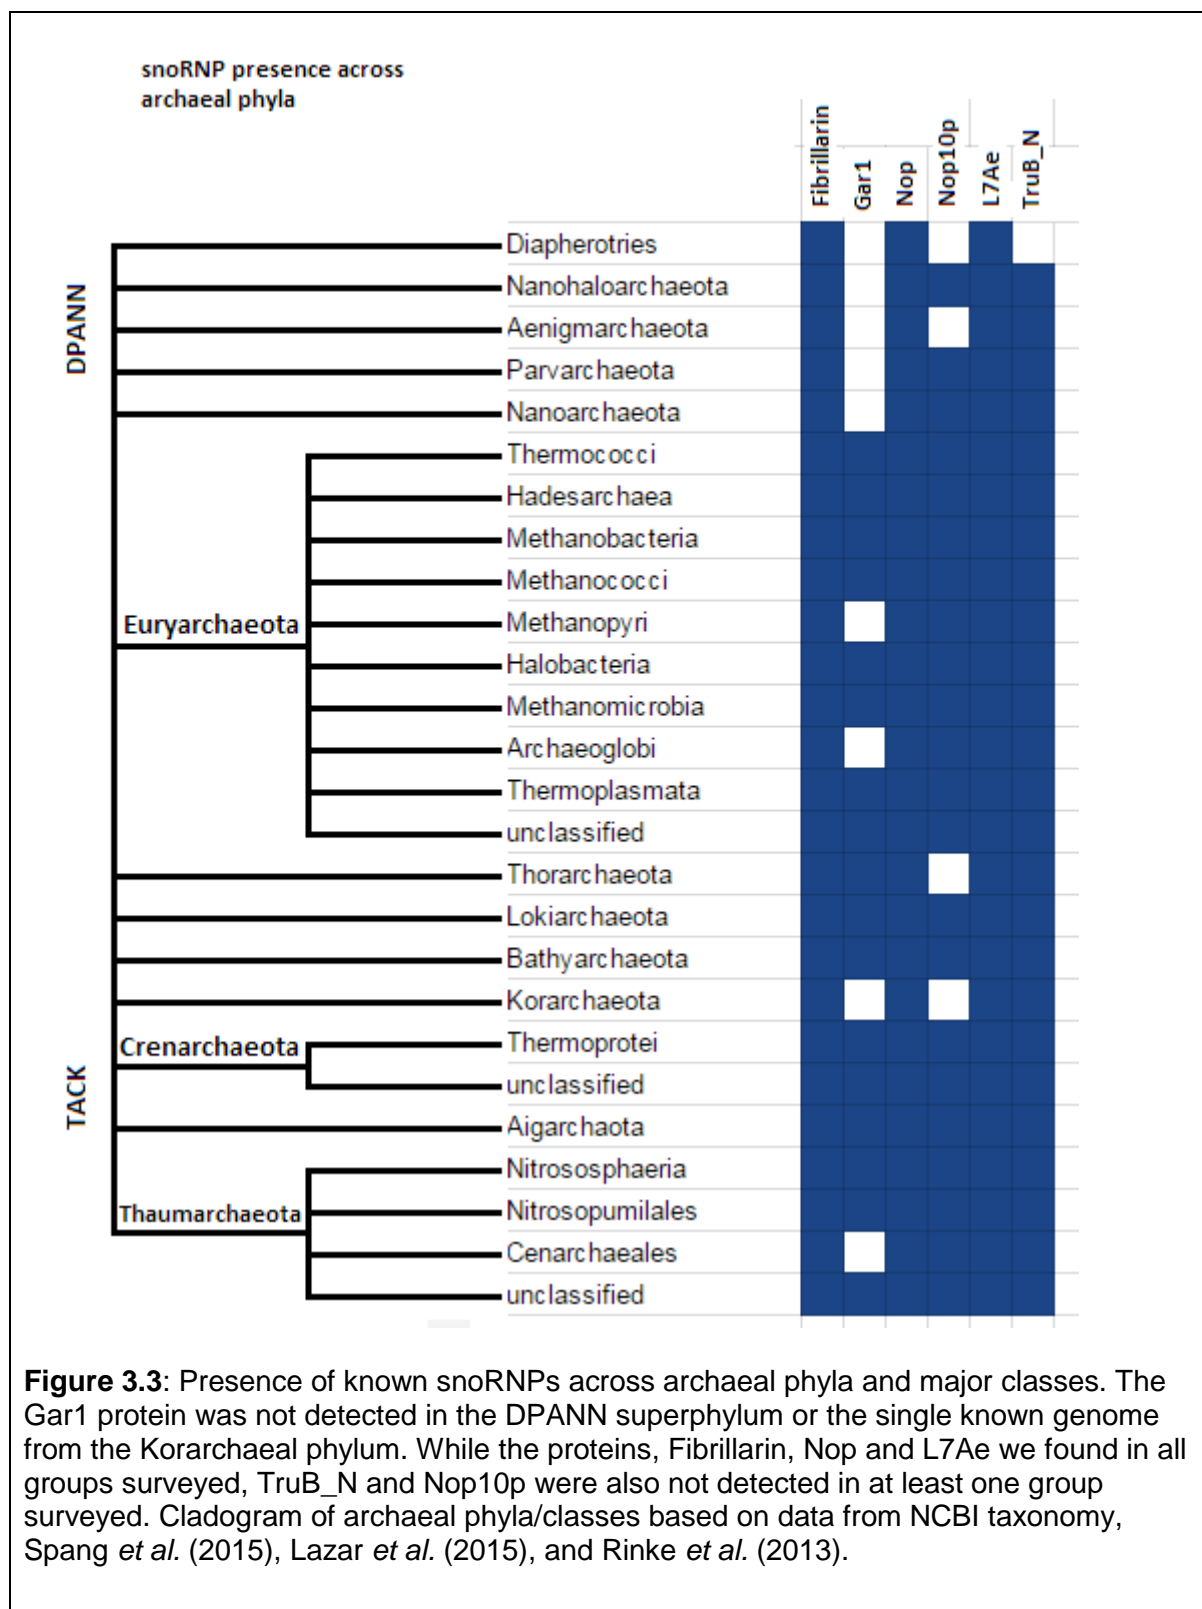 snoRNP presence across
archaeal phyla
Fibrillarin
Gar1
Nop
Nop10p
L7Ae
TruB_N
DPANN
Diapherotries
Nanohaloarchaeota
Aenigmarchaeota
Parvarchaeota
Nanoarchaeota
Euryarchaeota
Thermococci
Hadesarchaea
Methanobacteria
Methanococci
Methanopyri
Halobacteria
Methanomicrobia
Archaeoglobi
Thermoplasmata
unclassified
Thorarchaeota
Lokiarchaeota
Bathyarchaeota
Korarchaeota
TACK
Crenarchaeota
Thermoprotei
unclassified
Aigarchaota
Thaumarchaeota
Nitrososphaeria
Nitrosopumilales
Cenarchaeales
unclassified
Figure 3.3: Presence of known snoRNPs across archaeal phyla and major classes. The
Gar1 protein was not detected in the DPANN superphylum or the single known genome
from the Korarchaeal phylum. While the proteins, Fibrillarin, Nop and L7Ae we found in all
groups surveyed, TruB_N and Nop10p were also not detected in at least one group
surveyed. Cladogram of archaeal phyla/classes based on data from NCBI taxonomy,
Spang et al. (2015), Lazar et al. (2015), and Rinke et al. (2013).